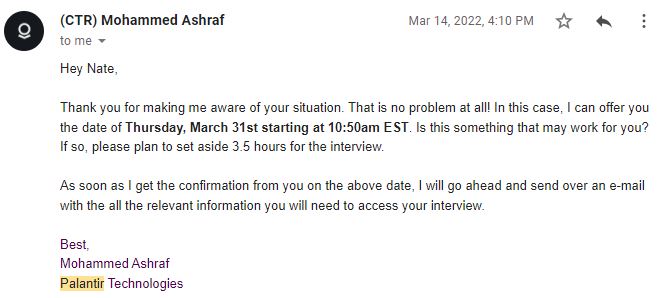 (CTR) Mohammed Ashraf
Mar 14, 2022, 4:10 PM
to me
Hey Nate,
Thank you for making me aware of your situation. That is no problem at all! In this case, I can offer you
the date of Thursday, March 31st starting at 10:50am EST. Is this something that may work for you?
If so, please plan to set aside 3.5 hours for the interview.
As soon as I get the confirmation from you on the above date, I will go ahead and send over an e-mail
with the all the relevant information you will need to access your interview.
Best,
Mohammed Ashraf
Palantir Technologies